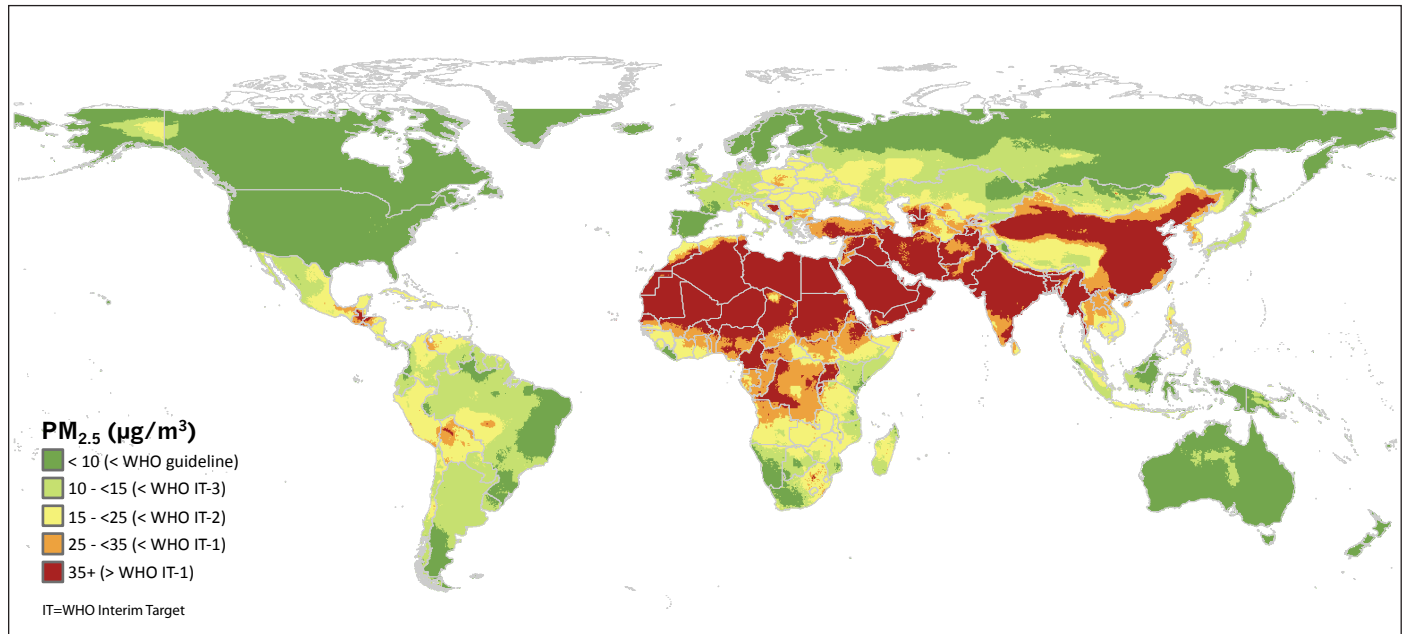 PM2.5 (µg/m³)
< 10 (< WHO guideline)
10 - <15 (< WHO IT-3)
15 - <25 (< WHO IT-2)
25 - <35 (< WHO IT-1)
35+ (> WHO IT-1)
IT=WHO Interim Target